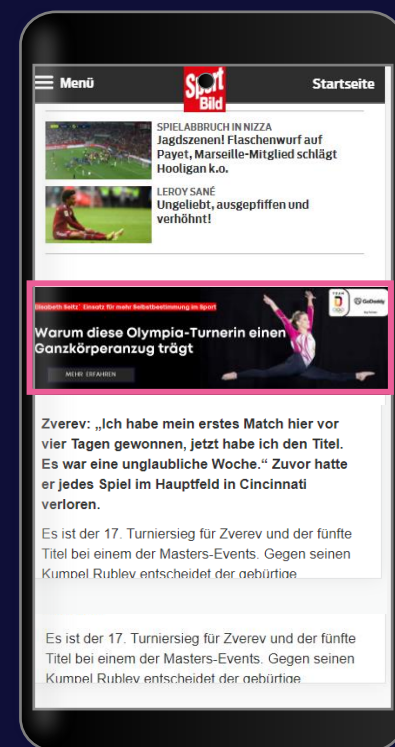 Menü
Sport
Bild
Startseite
SPIELABBRUCH IN NIZZA
Jagdszenen! Flaschenwurf auf
Payet, Marseille-Mitglied schlägt
Hooligan k.o.
LEROY SANÉ
Ungeliebt, ausgepfiffen und
verhöhnt!
Elisabeth Seitz' Einsatz für mehr Selbstbestimmung im Sport
TEAM
D
GoDaddy
Warum diese Olympia-Turnerin einen
Ganzkörperanzug trägt
MEHR ERFAHREN
Zverev: „Ich habe mein erstes Match hier vor
vier Tagen gewonnen, jetzt habe ich den Titel.
Es war eine unglaubliche Woche.“ Zuvor hatte
er jedes Spiel im Hauptfeld in Cincinnati
verloren.
Es ist der 17. Turniersieg für Zverev und der fünfte
Titel bei einem der Masters-Events. Gegen seinen
Kumpel Rublev entscheidet der gebürtige
Es ist der 17. Turniersieg für Zverev und der fünfte
Titel bei einem der Masters-Events. Gegen seinen
Kumpel Rublev entscheidet der gebürtige